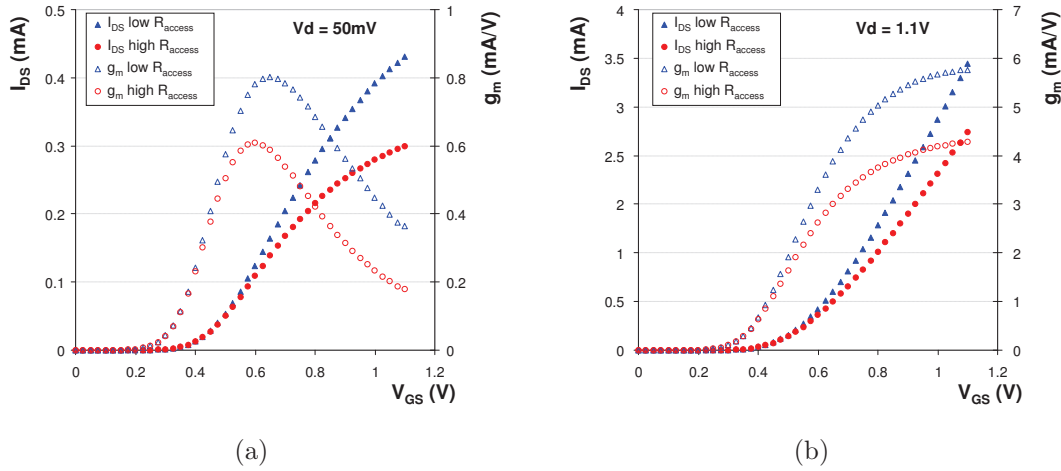 I_DS (mA)
0.5
0.4
0.3
0.2
0.1
0
I_DS low R_access
I_DS high R_access
g_m low R_access
g_m high R_access
Vd = 50mV
1
0.8
0.6
0.4
0.2
0
g_m (mA/V)
0 0.2 0.4 0.6 0.8 1 1.2
V_GS (V)
(a)
I_DS (mA)
4
3.5
3
2.5
2
1.5
1
0.5
0
I_DS low R_access
I_DS high R_access
g_m low R_access
g_m high R_access
Vd = 1.1V
7
6
5
4
3
2
1
0
g_m (mA/V)
0 0.2 0.4 0.6 0.8 1 1.2
V_GS (V)
(b)